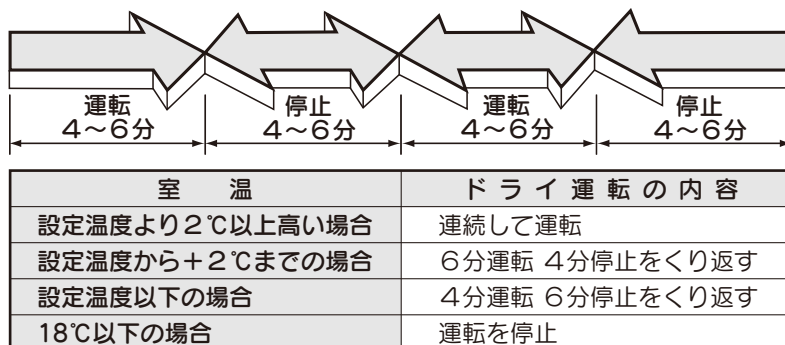 運転 停止 運転 停止
4～6分 4～6分 4～6分 4～6分
室 温 ドライ運転の内容
設定温度より2℃以上高い場合 連続して運転
設定温度から＋2℃までの場合 6分運転 4分停止をくり返す
設定温度以下の場合 4分運転 6分停止をくり返す
18℃以下の場合 運転を停止